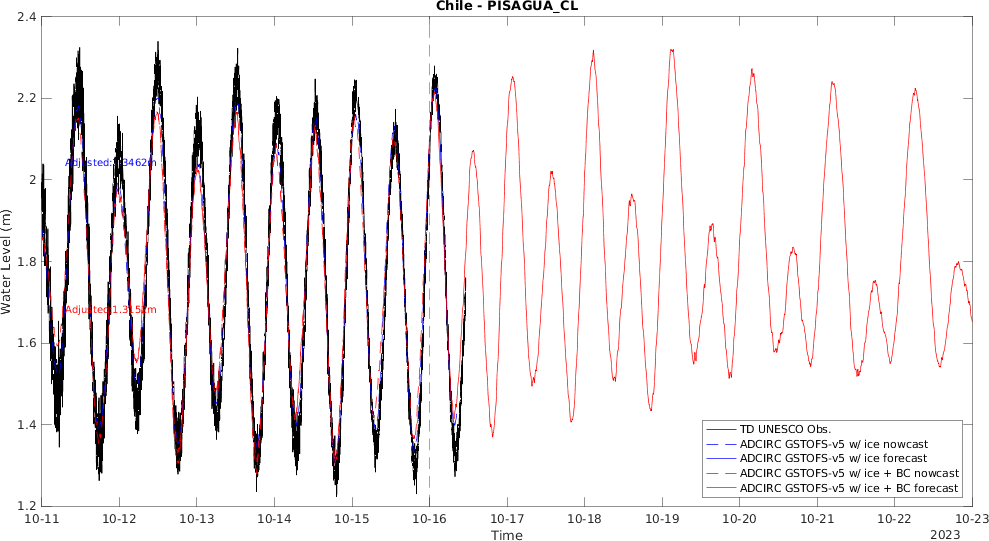 Chile - PISAGUA_CL
2.4
2.2
2
1.8
1.6
1.4
1.2
Water Level (m)
10-11
10-12
10-13
10-14
10-15
10-16
10-17
10-18
10-19
10-20
10-21
10-22
10-23
Time
2023
TD UNESCO Obs.
ADCIRC GSTOFS-v5 w/ ice nowcast
ADCIRC GSTOFS-v5 w/ ice forecast
ADCIRC GSTOFS-v5 w/ ice + BC nowcast
ADCIRC GSTOFS-v5 w/ ice + BC forecast